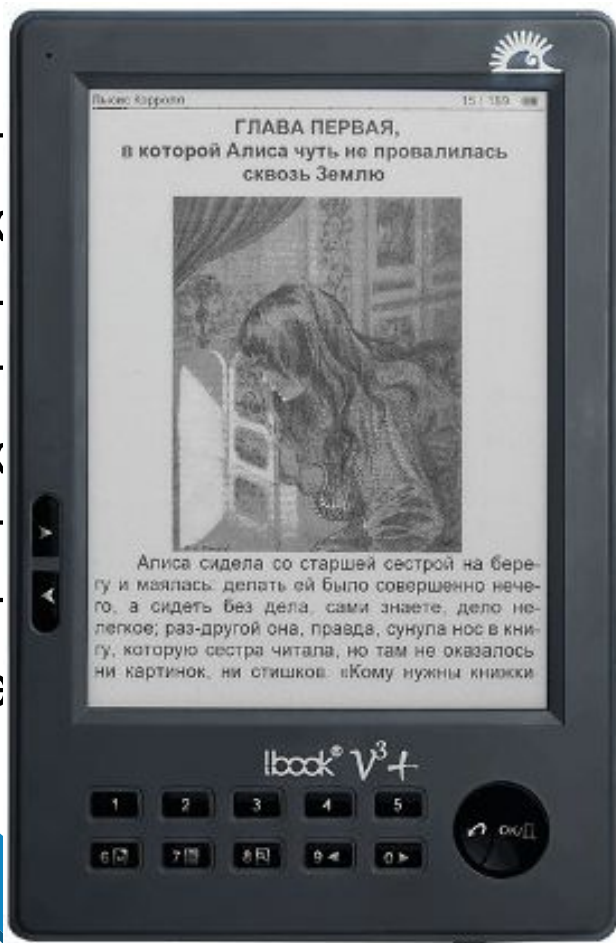 Льюис Кэрролл 15 / 189
ГЛАВА ПЕРВАЯ,
в которой Алиса чуть не провалилась
сквозь Землю
Алиса сидела со старшей сестрой на бере-
гу и маялась: делать ей было совершенно нече-
го, а сидеть без дела, сами знаете, дело не-
легкое; раз-другой она, правда, сунула нос в кни-
гу, которую сестра читала, но там не оказалось
ни картинок, ни стишков. «Кому нужны книжки
lbook® V3+
1 2 3 4 5
6 7 8 9 0
OK/